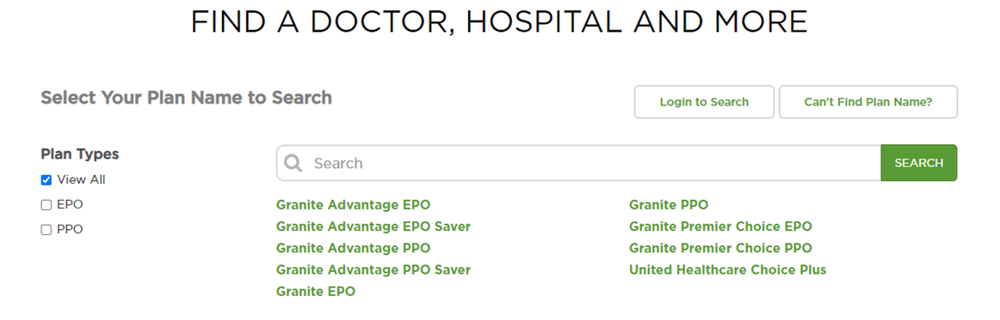 FIND A DOCTOR, HOSPITAL AND MORE
Select Your Plan Name to Search
Login to Search
Can't Find Plan Name?
Plan Types
View All
EPO
PPO
Search
SEARCH
Granite Advantage EPO
Granite Advantage EPO Saver
Granite Advantage PPO
Granite Advantage PPO Saver
Granite EPO
Granite PPO
Granite Premier Choice EPO
Granite Premier Choice PPO
United Healthcare Choice Plus